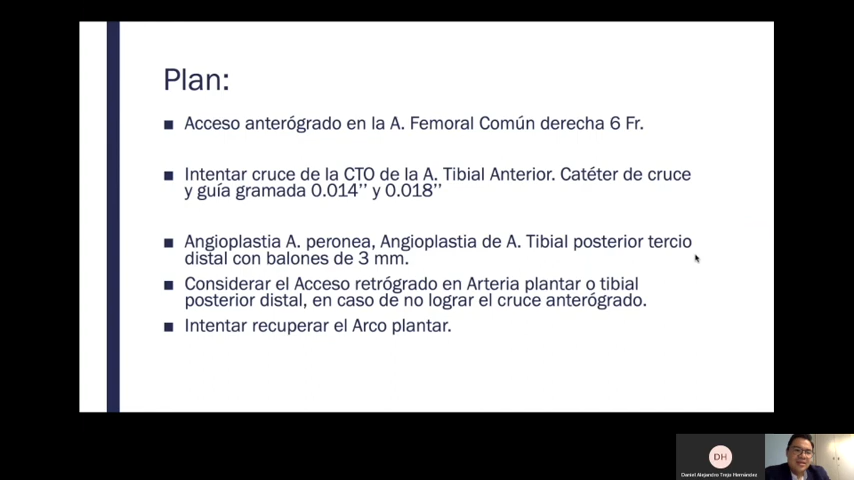 Plan:
■ Acceso anterógrado en la A. Femoral Común derecha 6 Fr.
■ Intentar cruce de la CTO de la A. Tibial Anterior. Catéter de cruce
y guía gramada 0.014’’ y 0.018’’
■ Angioplastia A. peronea, Angioplastia de A. Tibial posterior tercio
distal con balones de 3 mm.
■ Considerar el Acceso retrógrado en Arteria plantar o tibial
posterior distal, en caso de no lograr el cruce anterógrado.
■ Intentar recuperar el Arco plantar.
DH
Daniel Alejandro Trejo Hernández